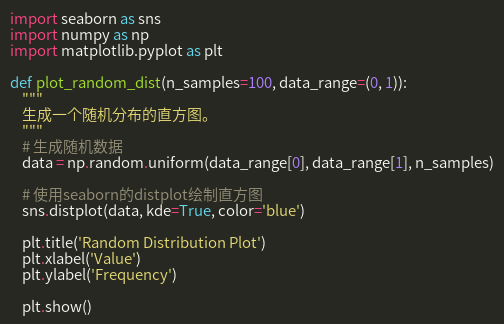 import seaborn as sns
import numpy as np
import matplotlib.pyplot as plt
def plot_random_dist(n_samples=100, data_range=(0, 1)):
"""
生成一个随机分布的直方图。
"""
# 生成随机数据
data = np.random.uniform(data_range[0], data_range[1], n_samples)
# 使用seaborn的distplot绘制直方图
sns.distplot(data, kde=True, color='blue')
plt.title('Random Distribution Plot')
plt.xlabel('Value')
plt.ylabel('Frequency')
plt.show()